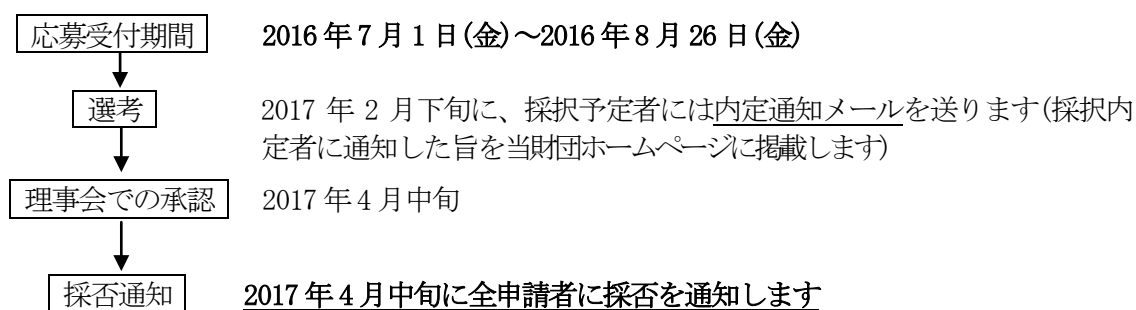 応募受付期間 2016年7月1日(金)～2016年8月26日(金)
選考 2017 年 2 月下旬に、採択予定者には内定通知メールを送ります(採択内
定者に通知した旨を当財団ホームページに掲載します)
理事会での承認 2017年4月中旬
採否通知 2017年4月中旬に全申請者に採否を通知します